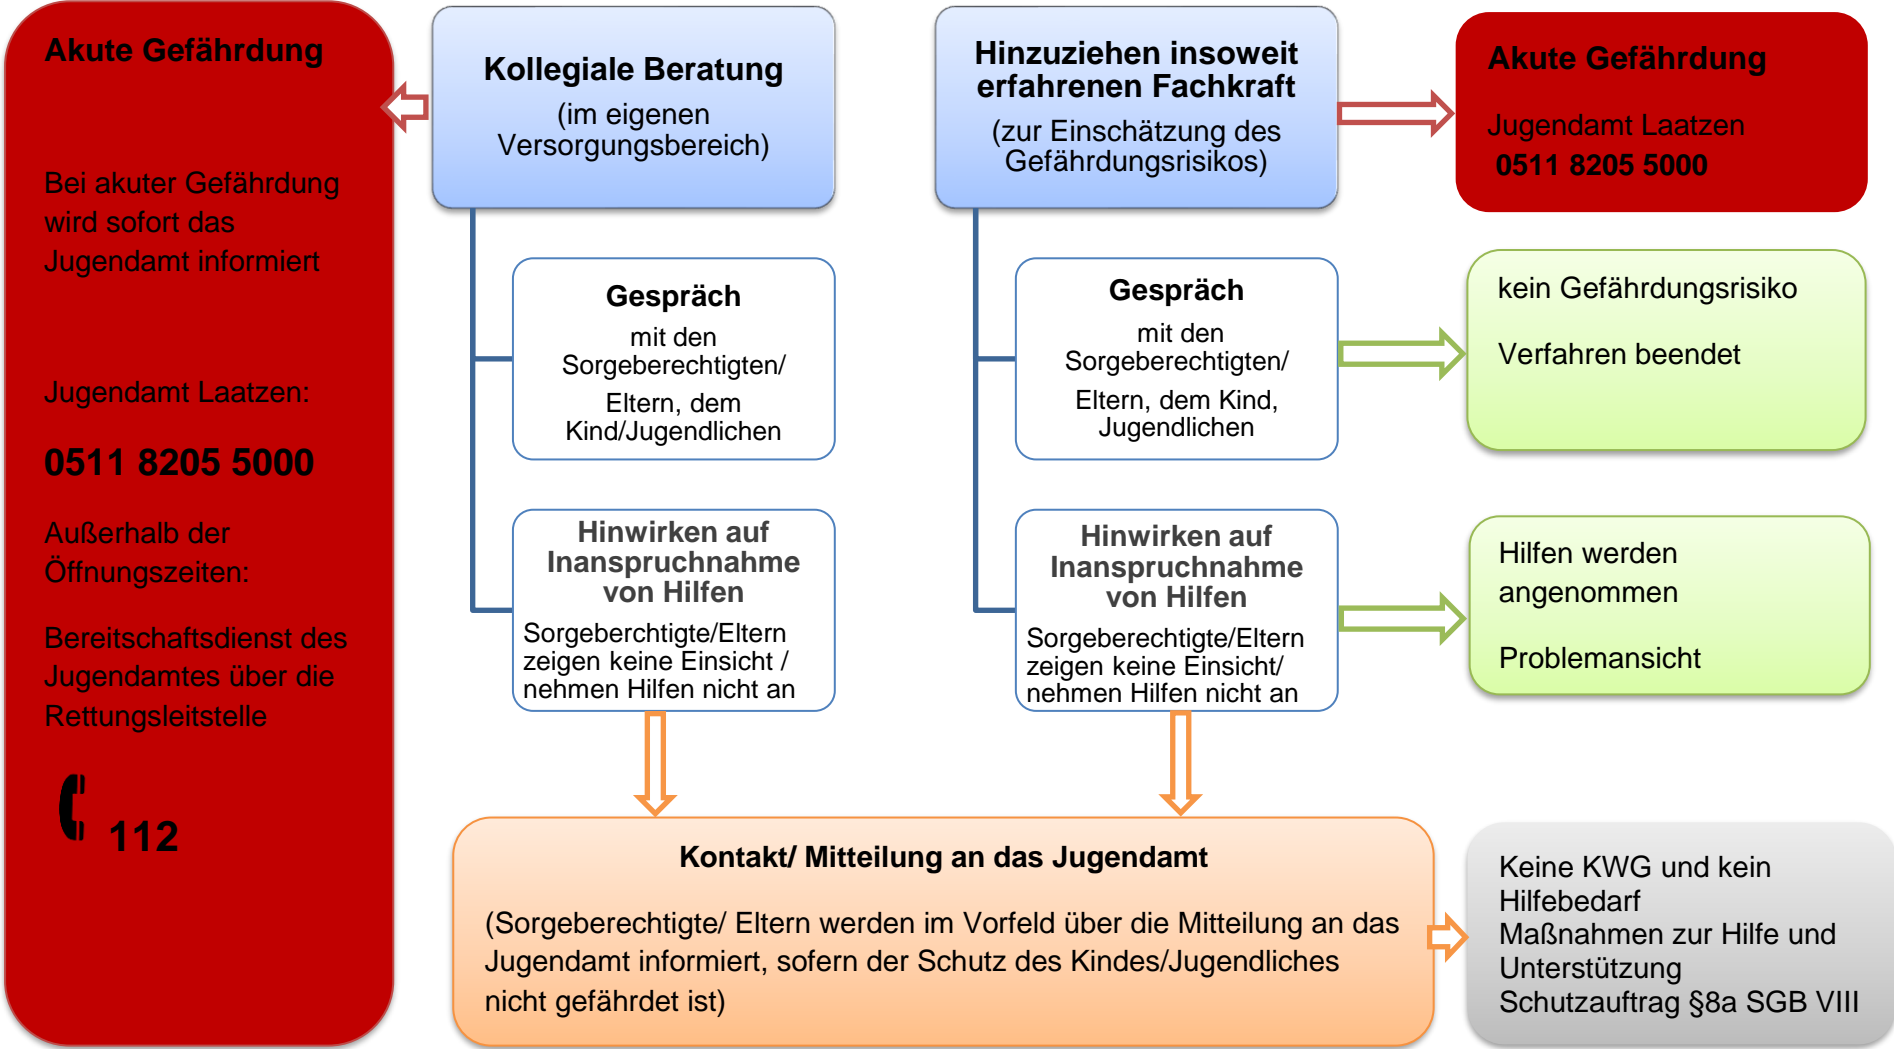 Akute Gefährdung
Bei akuter Gefährdung
wird sofort das
Jugendamt informiert
Jugendamt Laatzen:
0511 8205 5000
Außerhalb der
Öffnungszeiten:
Bereitschaftsdienst des
Jugendamtes über die
Rettungsleitstelle
112
Kollegiale Beratung
(im eigenen
Versorgungsbereich)
Gespräch
mit den
Sorgeberechtigten/
Eltern, dem
Kind/Jugendlichen
Hinwirken auf
Inanspruchnahme
von Hilfen
Sorgeberchtigte/Eltern
zeigen keine Einsicht /
nehmen Hilfen nicht an
Hinzuziehen insoweit
erfahrenen Fachkraft
(zur Einschätzung des
Gefährdungsrisikos)
Gespräch
mit den
Sorgeberechtigten/
Eltern, dem Kind,
Jugendlichen
Hinwirken auf
Inanspruchnahme
von Hilfen
Sorgeberechtigte/Eltern
zeigen keine Einsicht/
nehmen Hilfen nicht an
Akute Gefährdung
Jugendamt Laatzen
0511 8205 5000
kein Gefährdungsrisiko
Verfahren beendet
Hilfen werden
angenommen
Problemansicht
Kontakt/ Mitteilung an das Jugendamt
(Sorgeberechtigte/ Eltern werden im Vorfeld über die Mitteilung an das
Jugendamt informiert, sofern der Schutz des Kindes/Jugendliches
nicht gefährdet ist)
Keine KWG und kein
Hilfebedarf
Maßnahmen zur Hilfe und
Unterstützung
Schutzauftrag §8a SGB VIII